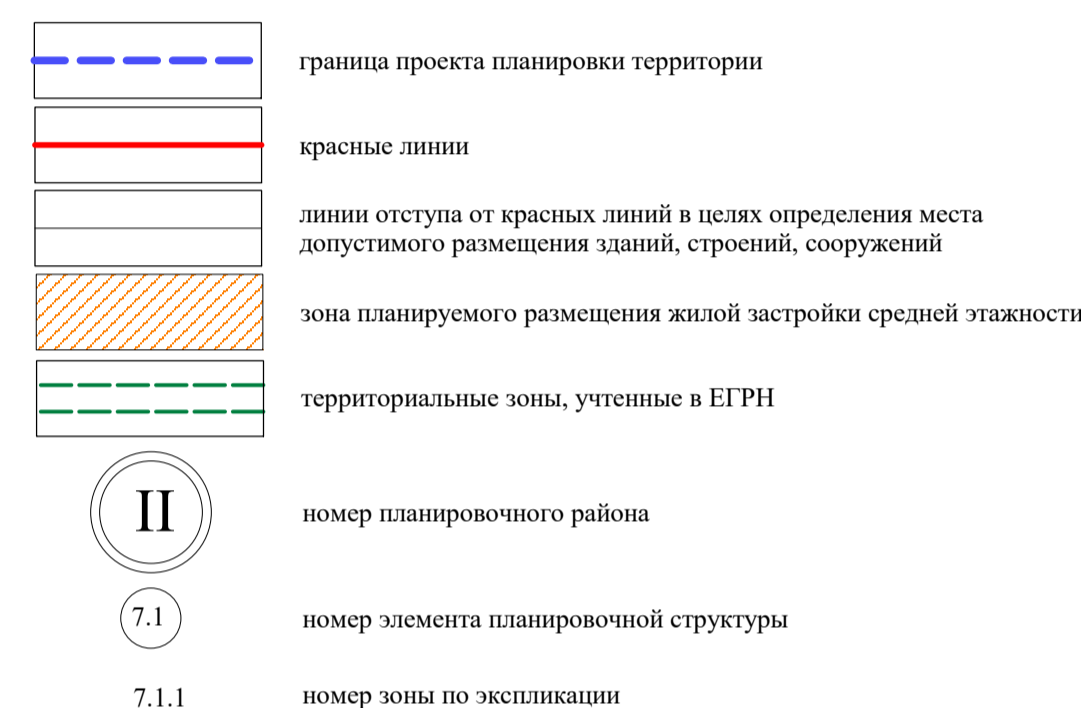 граница проекта планировки территории
красные линии
линии отступа от красных линий в целях определения места
допустимого размещения зданий, строений, сооружений
зона планируемого размещения жилой застройки средней этажности
территориальные зоны, учтенные в ЕГРН
II номер планировочного района
7.1 номер элемента планировочной структуры
7.1.1 номер зоны по экспликации